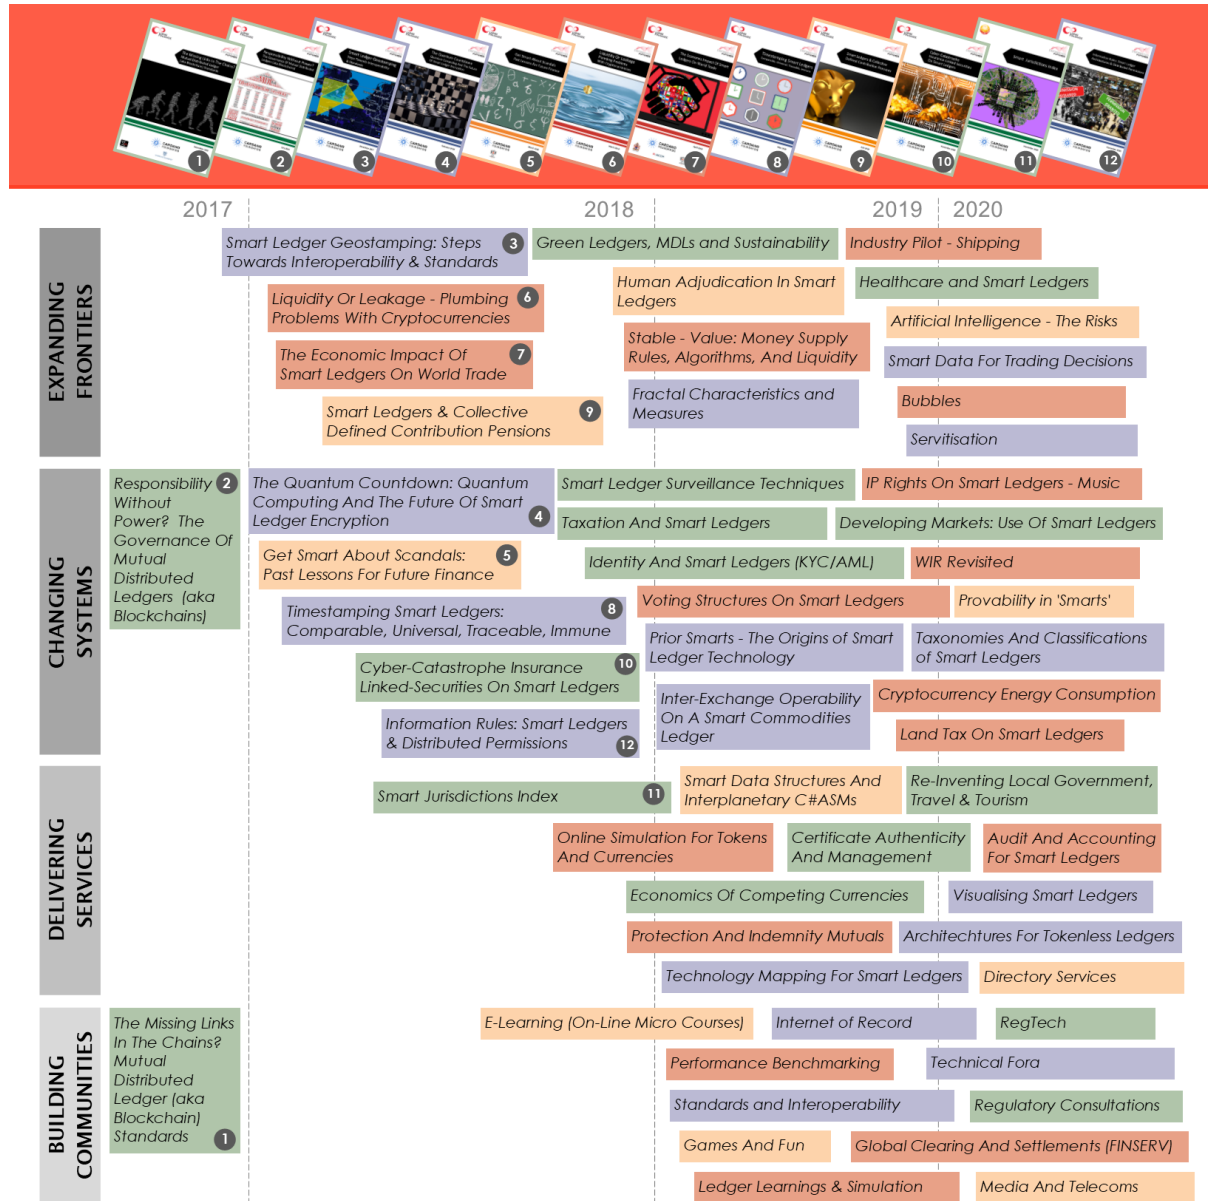 1
2
3
4
5
6
7
8
9
10
11
12
2017
2018
2019
2020
EXPANDING
FRONTIERS
Smart Ledger Geostamping: Steps
Towards Interoperability & Standards
3
Green Ledgers, MDLs and Sustainability
Industry Pilot - Shipping
Liquidity Or Leakage - Plumbing
Problems With Cryptocurrencies
6
Human Adjudication In Smart
Ledgers
Healthcare and Smart Ledgers
Artificial Intelligence - The Risks
The Economic Impact Of
Smart Ledgers On World Trade
7
Stable - Value: Money Supply
Rules, Algorithms, And Liquidity
Smart Data For Trading Decisions
Smart Ledgers & Collective
Defined Contribution Pensions
9
Fractal Characteristics and
Measures
Bubbles
Servitisation
CHANGING
SYSTEMS
Responsibility
Without
Power? The
Governance Of
Mutual
Distributed
Ledgers (aka
Blockchains)
2
The Quantum Countdown: Quantum
Computing And The Future Of Smart
Ledger Encryption
4
Smart Ledger Surveillance Techniques
IP Rights On Smart Ledgers - Music
Taxation And Smart Ledgers
Developing Markets: Use Of Smart Ledgers
Get Smart About Scandals:
Past Lessons For Future Finance
5
Identity And Smart Ledgers (KYC/AML)
WIR Revisited
Timestamping Smart Ledgers:
Comparable, Universal, Traceable, Immune
8
Voting Structures On Smart Ledgers
Provability in 'Smarts'
Prior Smarts - The Origins of Smart
Ledger Technology
Taxonomies And Classifications
of Smart Ledgers
Cyber-Catastrophe Insurance
Linked-Securities On Smart Ledgers
10
Inter-Exchange Operability
On A Smart Commodities
Ledger
Cryptocurrency Energy Consumption
Information Rules: Smart Ledgers
& Distributed Permissions
12
Land Tax On Smart Ledgers
DELIVERING
SERVICES
Smart Jurisdictions Index
11
Smart Data Structures And
Interplanetary C#ASMs
Re-Inventing Local Government,
Travel & Tourism
Online Simulation For Tokens
And Currencies
Certificate Authenticity
And Management
Audit And Accounting
For Smart Ledgers
Economics Of Competing Currencies
Visualising Smart Ledgers
Protection And Indemnity Mutuals
Architechtures For Tokenless Ledgers
Technology Mapping For Smart Ledgers
Directory Services
BUILDING
COMMUNITIES
The Missing Links
In The Chains?
Mutual
Distributed
Ledger (aka
Blockchain)
Standards
1
E-Learning (On-Line Micro Courses)
Internet of Record
RegTech
Performance Benchmarking
Technical Fora
Standards and Interoperability
Regulatory Consultations
Games And Fun
Global Clearing And Settlements (FINSERV)
Ledger Learnings & Simulation
Media And Telecoms